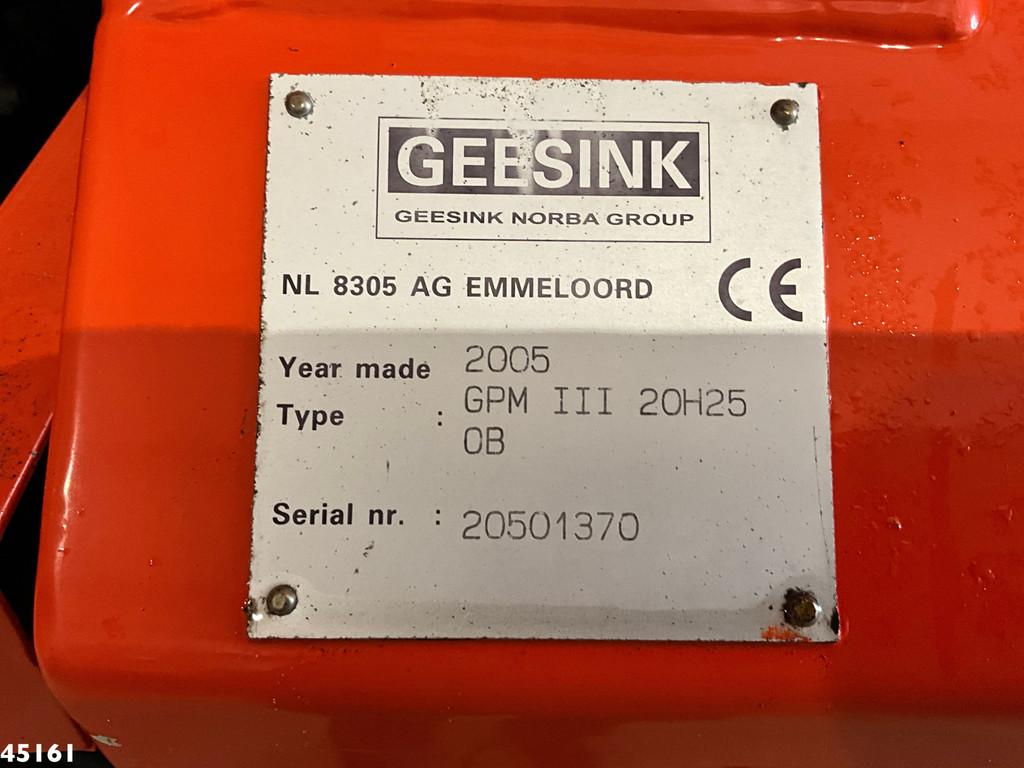 GEESINK
GEESINK NORBA GROUP
NL 8305 AG EMMELOORD CE
Year made 2005
Type : GPM III 20H25
OB
Serial nr. : 20501370
45161